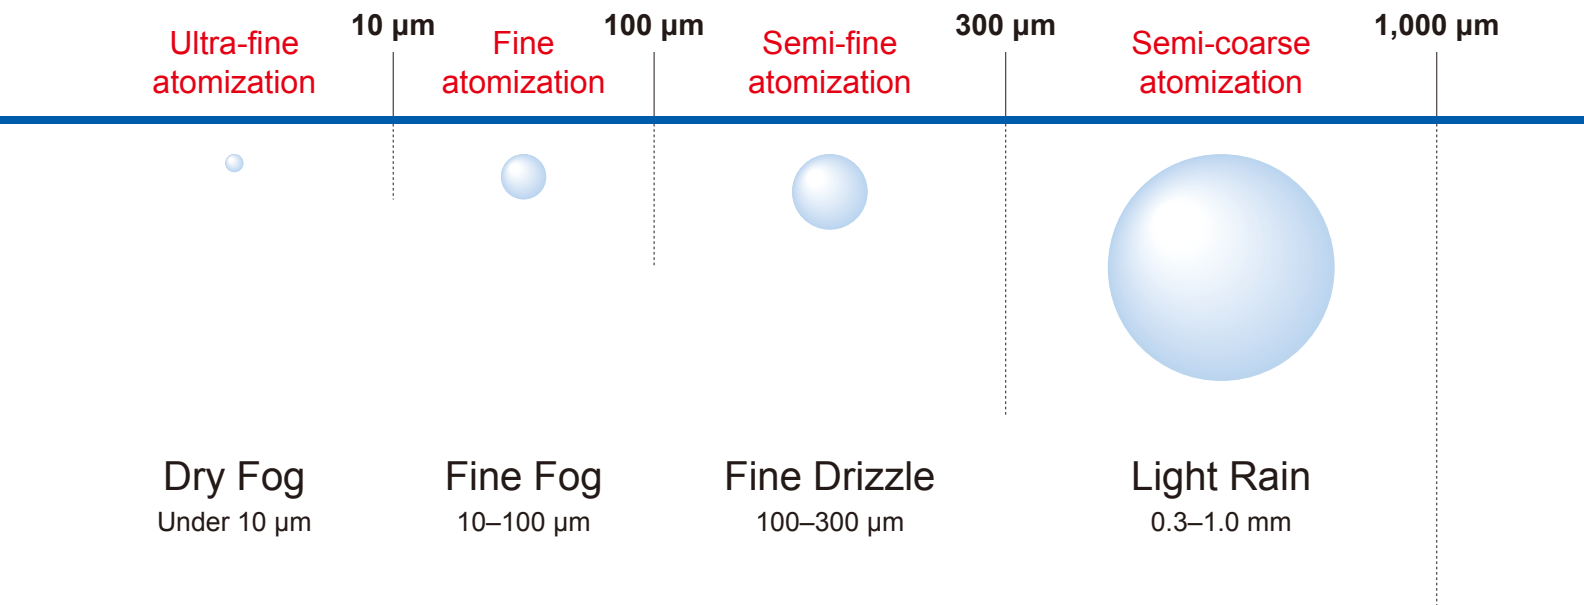 Ultra-fine
atomization
10 µm
Fine
atomization
100 µm
Semi-fine
atomization
300 µm
Semi-coarse
atomization
1,000 µm
Dry Fog
Under 10 µm
Fine Fog
10–100 µm
Fine Drizzle
100–300 µm
Light Rain
0.3–1.0 mm